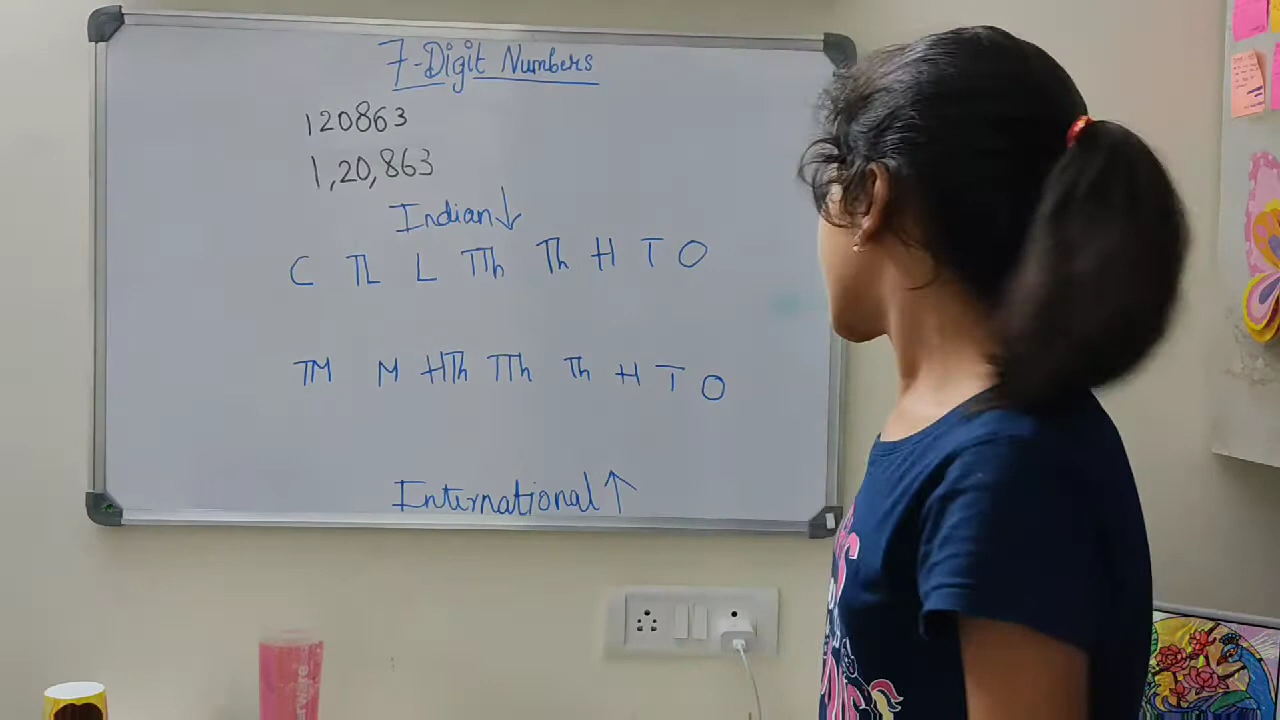 7-Digit Numbers
120863
1,20,863
Indian ↓
C TL L TTh Th H T O
TM M HTh TTh Th H T O
International ↑